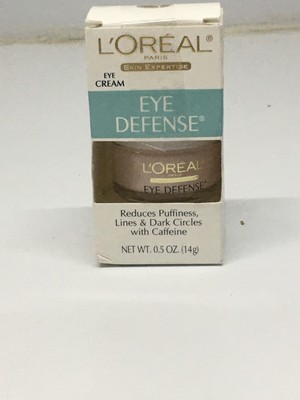 L'ORÉAL
PARIS
SKIN EXPERTISE
EYE
CREAM
EYE
DEFENSE®
L'ORÉAL
PARIS
EYE DEFENSE®
Reduces Puffiness,
Lines & Dark Circles
with Caffeine
NET WT. 0.5 OZ. (14g)